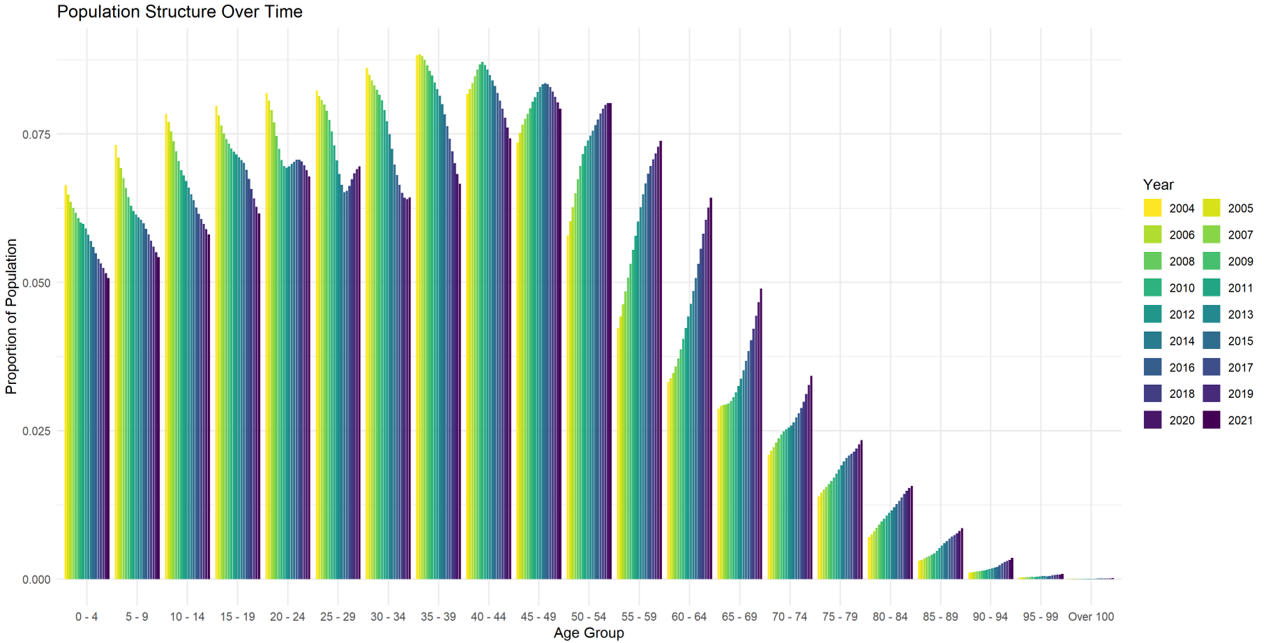 Population Structure Over Time
Proportion of Population
0.075
0.050
0.025
0.000
0 - 4 5 - 9 10 - 14 15 - 19 20 - 24 25 - 29 30 - 34 35 - 39 40 - 44 45 - 49 50 - 54 55 - 59 60 - 64 65 - 69 70 - 74 75 - 79 80 - 84 85 - 89 90 - 94 95 - 99 Over 100
Age Group
Year
2004 2005
2006 2007
2008 2009
2010 2011
2012 2013
2014 2015
2016 2017
2018 2019
2020 2021